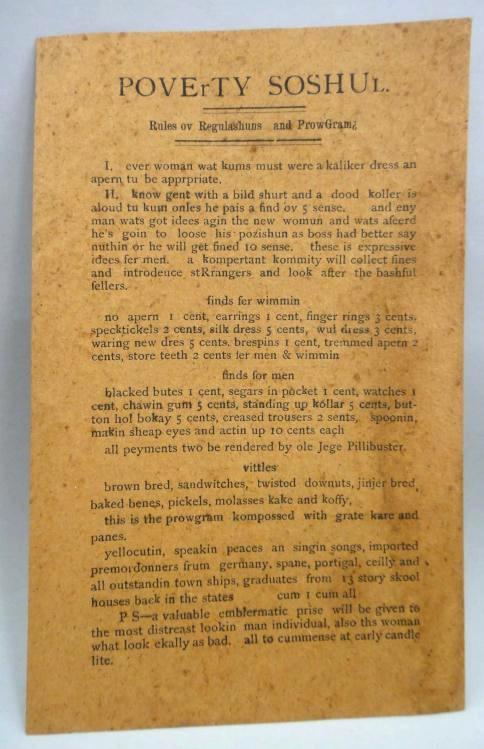 POVErTY SOSHUL.
Rules ov Regulashuns and ProwGram¿
I, ever woman wat kums must were a kaliker dress an
apern tu be apprpriate.
II, know gent with a bild shurt and a dood koller is
aloud tu kum onles he pais a find ov 5 sense. and eny
man wats got idees agin the new womun and wats afeerd
he's goin to loose his pozishun as boss had better say
nuthin or he will get fined 10 sense. these is expressive
idees fer men. a kompertant kommity will collect fines
and introdeuce stRrangers and look after the bashful
fellers.
finds fer wimmin
no apern 1 cent, earrings 1 cent, finger rings 3 cents,
specktickels 2 cents, silk dress 5 cents, wul dress 3 cents,
waring new dres 5 cents. brespins 1 cent, tremmed apern 2
cents, store teeth 2 cents fer men & wimmin
finds for men
blacked butes 1 cent, segars in pocket 1 cent, watches 1
cent, chawin gum 5 cents, standing up kollar 5 cents, but-
ton hol bokay 5 cents, creased trousers 2 sents, spoonin,
makin sheap eyes and actin up 10 cents each
all peyments two be rendered by ole Jege Pillibuster.
vittles
brown bred, sandwitches, twisted downuts, jinjer bred,
baked benes, pickels, molasses kake and koffy,
this is the prowgram kompossed with grate kare and
panes.
yellocutin, speakin peaces an singin songs, imported
premordonners frum germany, spane, portigal, ceilly and
all outstandin town ships, graduates from 13 story skool
houses back in the states cum 1 cum all
P S—a valuable emblermatic prise will be given to
the most distreast lookin man individual, also ths woman
what look ekally as bad. all to cummense at early candle
lite.